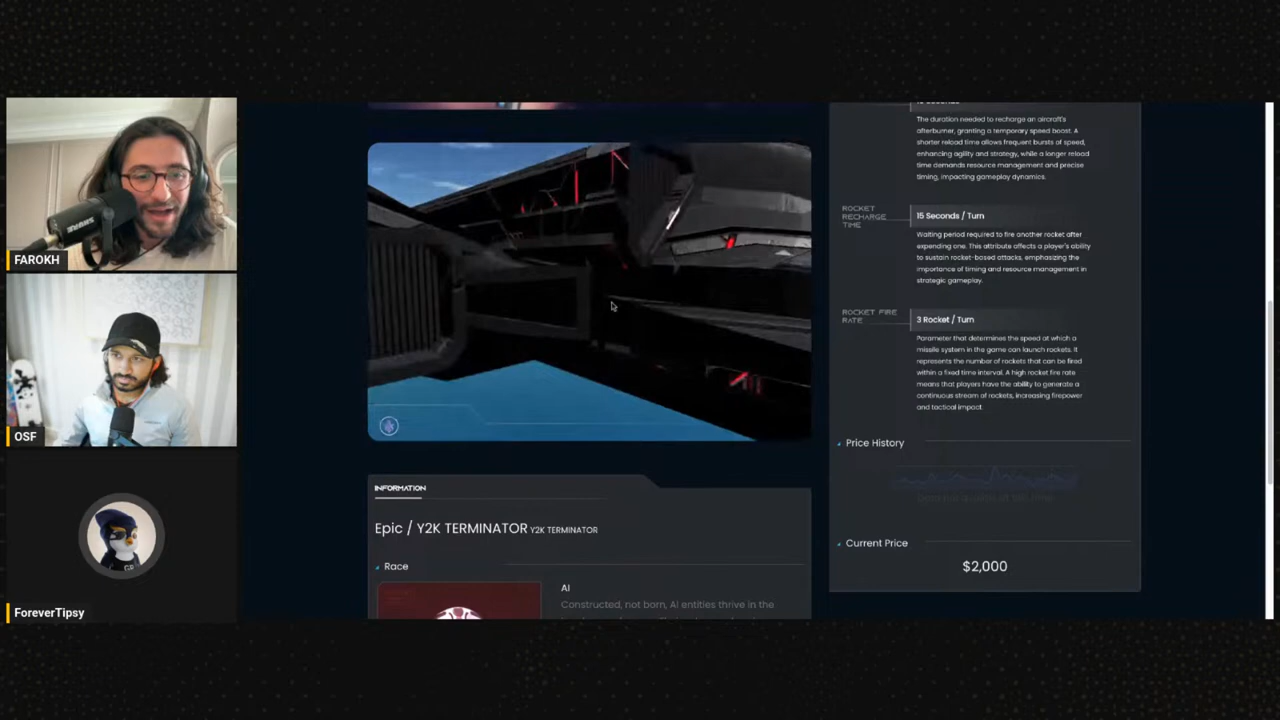 FAROKH
OSF
ForeverTipsy
INFORMATION
Epic / Y2K TERMINATOR Y2K TERMINATOR
Race
AI
Constructed, not born, AI entities thrive in the
The duration needed to recharge an aircraft's
afterburner, granting a temporary speed boost. A
shorter reload time allows frequent bursts of speed,
enhancing agility and strategy, while a longer reload
time demands resource management and precise
timing, impacting gameplay dynamics.
ROCKET
RECHARGE
TIME
15 Seconds / Turn
Waiting period required to fire another rocket after
expending one. This attribute affects a player's ability
to sustain rocket-based attacks, emphasizing the
importance of timing and resource management in
strategic gameplay.
ROCKET FIRE
RATE
3 Rocket / Turn
Parameter that determines the speed at which a
missile system in the game can launch rockets. It
represents the number of rockets that can be fired
within a fixed time interval. A high rocket fire rate
means that players have the ability to generate a
continuous stream of rockets, increasing firepower
and tactical impact.
Price History
Current Price
$2,000